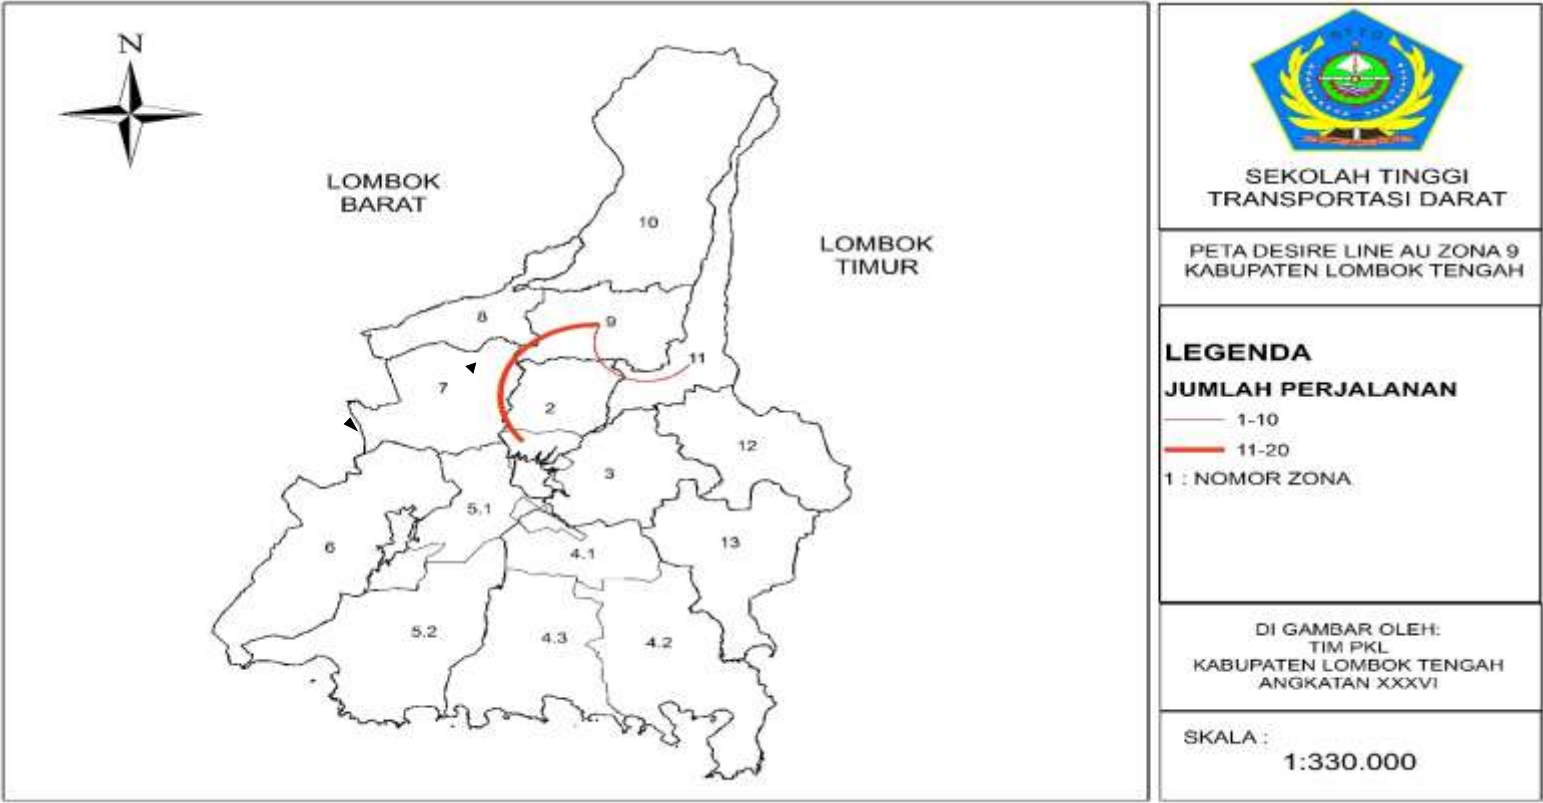 N
LOMBOK
BARAT
LOMBOK
TIMUR
10
8
9
11
7
2
12
3
5.1
6
4.1
13
5.2
4.3
4.2
SEKOLAH TINGGI
TRANSPORTASI DARAT
PETA DESIRE LINE AU ZONA 9
KABUPATEN LOMBOK TENGAH
LEGENDA
JUMLAH PERJALANAN
1-10
11-20
1 : NOMOR ZONA
DI GAMBAR OLEH:
TIM PKL
KABUPATEN LOMBOK TENGAH
ANGKATAN XXXVI
SKALA :
1:330.000